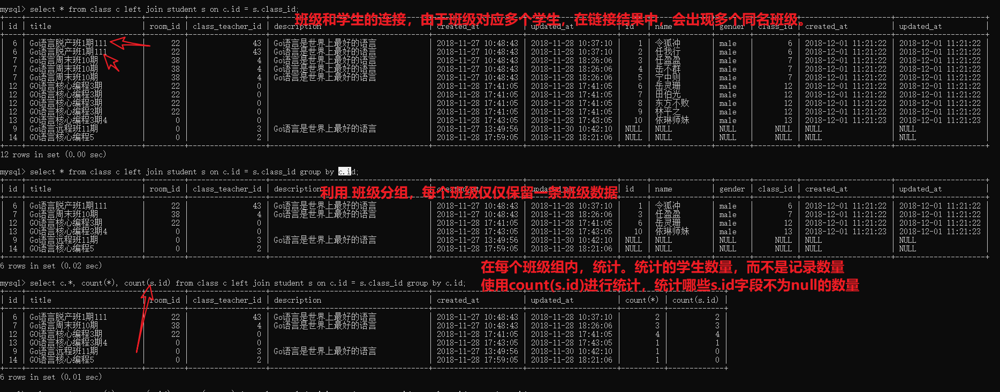 mysql> select * from class c left join student s on c.id = s.class_id;
班级和学生的连接，由于班级对应多个学生，在链接结果中，会出现多个同名班级。
| id | title | room_id | class_teacher_id | description | created_at | updated_at | id | name | gender | class_id | created_at | updated_at |
| 6 | Go语言脱产班1期111 | 22 | 43 | Go语言是世界上最好的语言 | 2018-11-27 10:48:43 | 2018-11-28 10:37:10 | 1 | 令狐冲 | male | 6 | 2018-12-01 11:21:22 | 2018-12-01 11:21:22 |
| 6 | Go语言脱产班1期111 | 22 | 43 | Go语言是世界上最好的语言 | 2018-11-27 10:48:43 | 2018-11-28 10:37:10 | 2 | 任我行 | male | 6 | 2018-12-01 11:21:22 | 2018-12-01 11:21:22 |
| 7 | Go语言周末班10期 | 38 | 4 | Go语言是世界上最好的语言 | 2018-11-27 10:48:43 | 2018-11-28 18:26:06 | 3 | 任盈盈 | male | 7 | 2018-12-01 11:21:22 | 2018-12-01 11:21:22 |
| 7 | Go语言周末班10期 | 38 | 4 | Go语言是世界上最好的语言 | 2018-11-27 10:48:43 | 2018-11-28 18:26:06 | 4 | 岳不群 | male | 7 | 2018-12-01 11:21:22 | 2018-12-01 11:21:22 |
| 7 | Go语言周末班10期 | 38 | 4 | Go语言是世界上最好的语言 | 2018-11-27 10:48:43 | 2018-11-28 18:26:06 | 5 | 宁中则 | male | 7 | 2018-12-01 11:21:22 | 2018-12-01 11:21:22 |
| 12 | GO语言核心编程3期 | 22 | 0 | | 2018-11-28 17:41:05 | 2018-11-28 17:41:05 | 6 | 岳灵珊 | male | 12 | 2018-12-01 11:21:22 | 2018-12-01 11:21:22 |
| 12 | GO语言核心编程3期 | 22 | 0 | | 2018-11-28 17:41:05 | 2018-11-28 17:41:05 | 7 | 田伯光 | male | 12 | 2018-12-01 11:21:22 | 2018-12-01 11:21:22 |
| 12 | GO语言核心编程3期 | 22 | 0 | | 2018-11-28 17:41:05 | 2018-11-28 17:41:05 | 8 | 东方不败 | male | 12 | 2018-12-01 11:21:22 | 2018-12-01 11:21:22 |
| 12 | GO语言核心编程3期 | 22 | 0 | | 2018-11-28 17:41:05 | 2018-11-28 17:41:05 | 9 | 林平之 | male | 12 | 2018-12-01 11:21:22 | 2018-12-01 11:21:22 |
| 13 | GO语言核心编程3期4 | 0 | 0 | | 2018-11-28 17:43:05 | 2018-11-28 17:43:05 | 10 | 依琳师妹 | male | 13 | 2018-12-01 11:21:23 | 2018-12-01 11:21:23 |
| 9 | Go语言远程班11期 | 0 | 3 | Go语言是世界上最好的语言 | 2018-11-27 13:49:56 | 2018-11-30 10:42:10 | NULL | NULL | NULL | NULL | NULL | NULL |
| 14 | GO语言核心编程5 | 0 | 2 | | 2018-11-28 17:59:05 | 2018-11-28 18:21:06 | NULL | NULL | NULL | NULL | NULL | NULL |
12 rows in set (0.00 sec)
mysql> select * from class c left join student s on c.id = s.class_id group by c.id;
利用 班级分组，每个班级仅仅保留一条班级数据
| id | title | room_id | class_teacher_id | description | created_at | updated_at | id | name | gender | class_id | created_at | updated_at |
| 6 | Go语言脱产班1期111 | 22 | 43 | Go语言是世界上最好的语言 | 2018-11-27 10:48:43 | 2018-11-28 10:37:10 | 1 | 令狐冲 | male | 6 | 2018-12-01 11:21:22 | 2018-12-01 11:21:22 |
| 7 | Go语言周末班10期 | 38 | 4 | Go语言是世界上最好的语言 | 2018-11-27 10:48:43 | 2018-11-28 18:26:06 | 3 | 任盈盈 | male | 7 | 2018-12-01 11:21:22 | 2018-12-01 11:21:22 |
| 12 | GO语言核心编程3期 | 22 | 0 | | 2018-11-28 17:41:05 | 2018-11-28 17:41:05 | 6 | 岳灵珊 | male | 12 | 2018-12-01 11:21:22 | 2018-12-01 11:21:22 |
| 13 | GO语言核心编程3期4 | 0 | 0 | | 2018-11-28 17:43:05 | 2018-11-28 17:43:05 | 10 | 依琳师妹 | male | 13 | 2018-12-01 11:21:23 | 2018-12-01 11:21:23 |
| 9 | Go语言远程班11期 | 0 | 3 | Go语言是世界上最好的语言 | 2018-11-27 13:49:56 | 2018-11-30 10:42:10 | NULL | NULL | NULL | NULL | NULL | NULL |
| 14 | GO语言核心编程5 | 0 | 2 | | 2018-11-28 17:59:05 | 2018-11-28 18:21:06 | NULL | NULL | NULL | NULL | NULL | NULL |
6 rows in set (0.02 sec)
在每个班级组内，统计。统计的学生数量，而不是记录数量
使用count(s.id)进行统计，统计哪些s.id字段不为null的数量
mysql> select c.*, count(*), count(s.id) from class c left join student s on c.id = s.class_id group by c.id;
| id | title | room_id | class_teacher_id | description | created_at | updated_at | count(*) | count(s.id) |
| 6 | Go语言脱产班1期111 | 22 | 43 | Go语言是世界上最好的语言 | 2018-11-27 10:48:43 | 2018-11-28 10:37:10 | 2 | 2 |
| 7 | Go语言周末班10期 | 38 | 4 | Go语言是世界上最好的语言 | 2018-11-27 10:48:43 | 2018-11-28 18:26:06 | 3 | 3 |
| 12 | GO语言核心编程3期 | 22 | 0 | | 2018-11-28 17:41:05 | 2018-11-28 17:41:05 | 4 | 4 |
| 13 | GO语言核心编程3期4 | 0 | 0 | | 2018-11-28 17:43:05 | 2018-11-28 17:43:05 | 1 | 1 |
| 9 | Go语言远程班11期 | 0 | 3 | Go语言是世界上最好的语言 | 2018-11-27 13:49:56 | 2018-11-30 10:42:10 | 1 | 0 |
| 14 | GO语言核心编程5 | 0 | 2 | | 2018-11-28 17:59:05 | 2018-11-28 18:21:06 | 1 | 0 |
6 rows in set (0.01 sec)